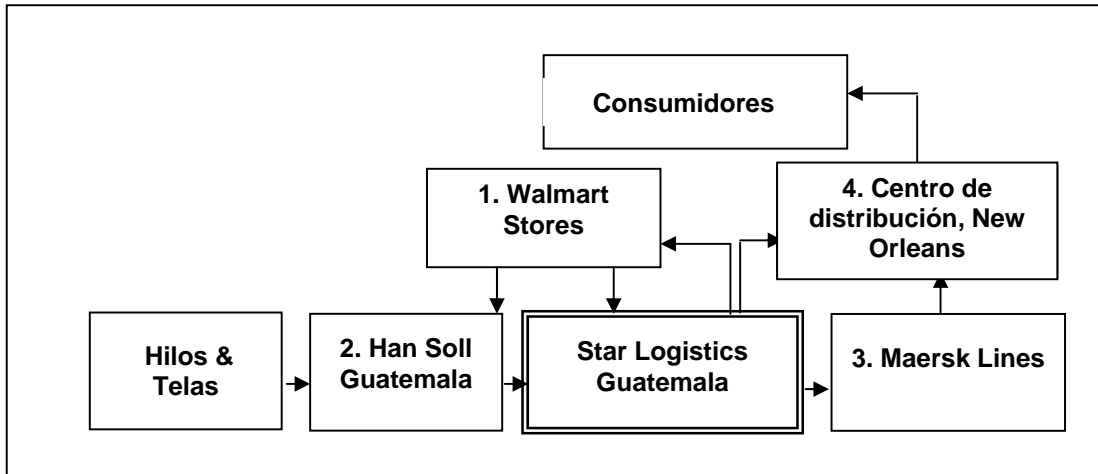 Consumidores
1. Walmart
Stores
4. Centro de
distribución, New
Orleans
Hilos &
Telas
2. Han Soll
Guatemala
Star Logistics
Guatemala
3. Maersk Lines